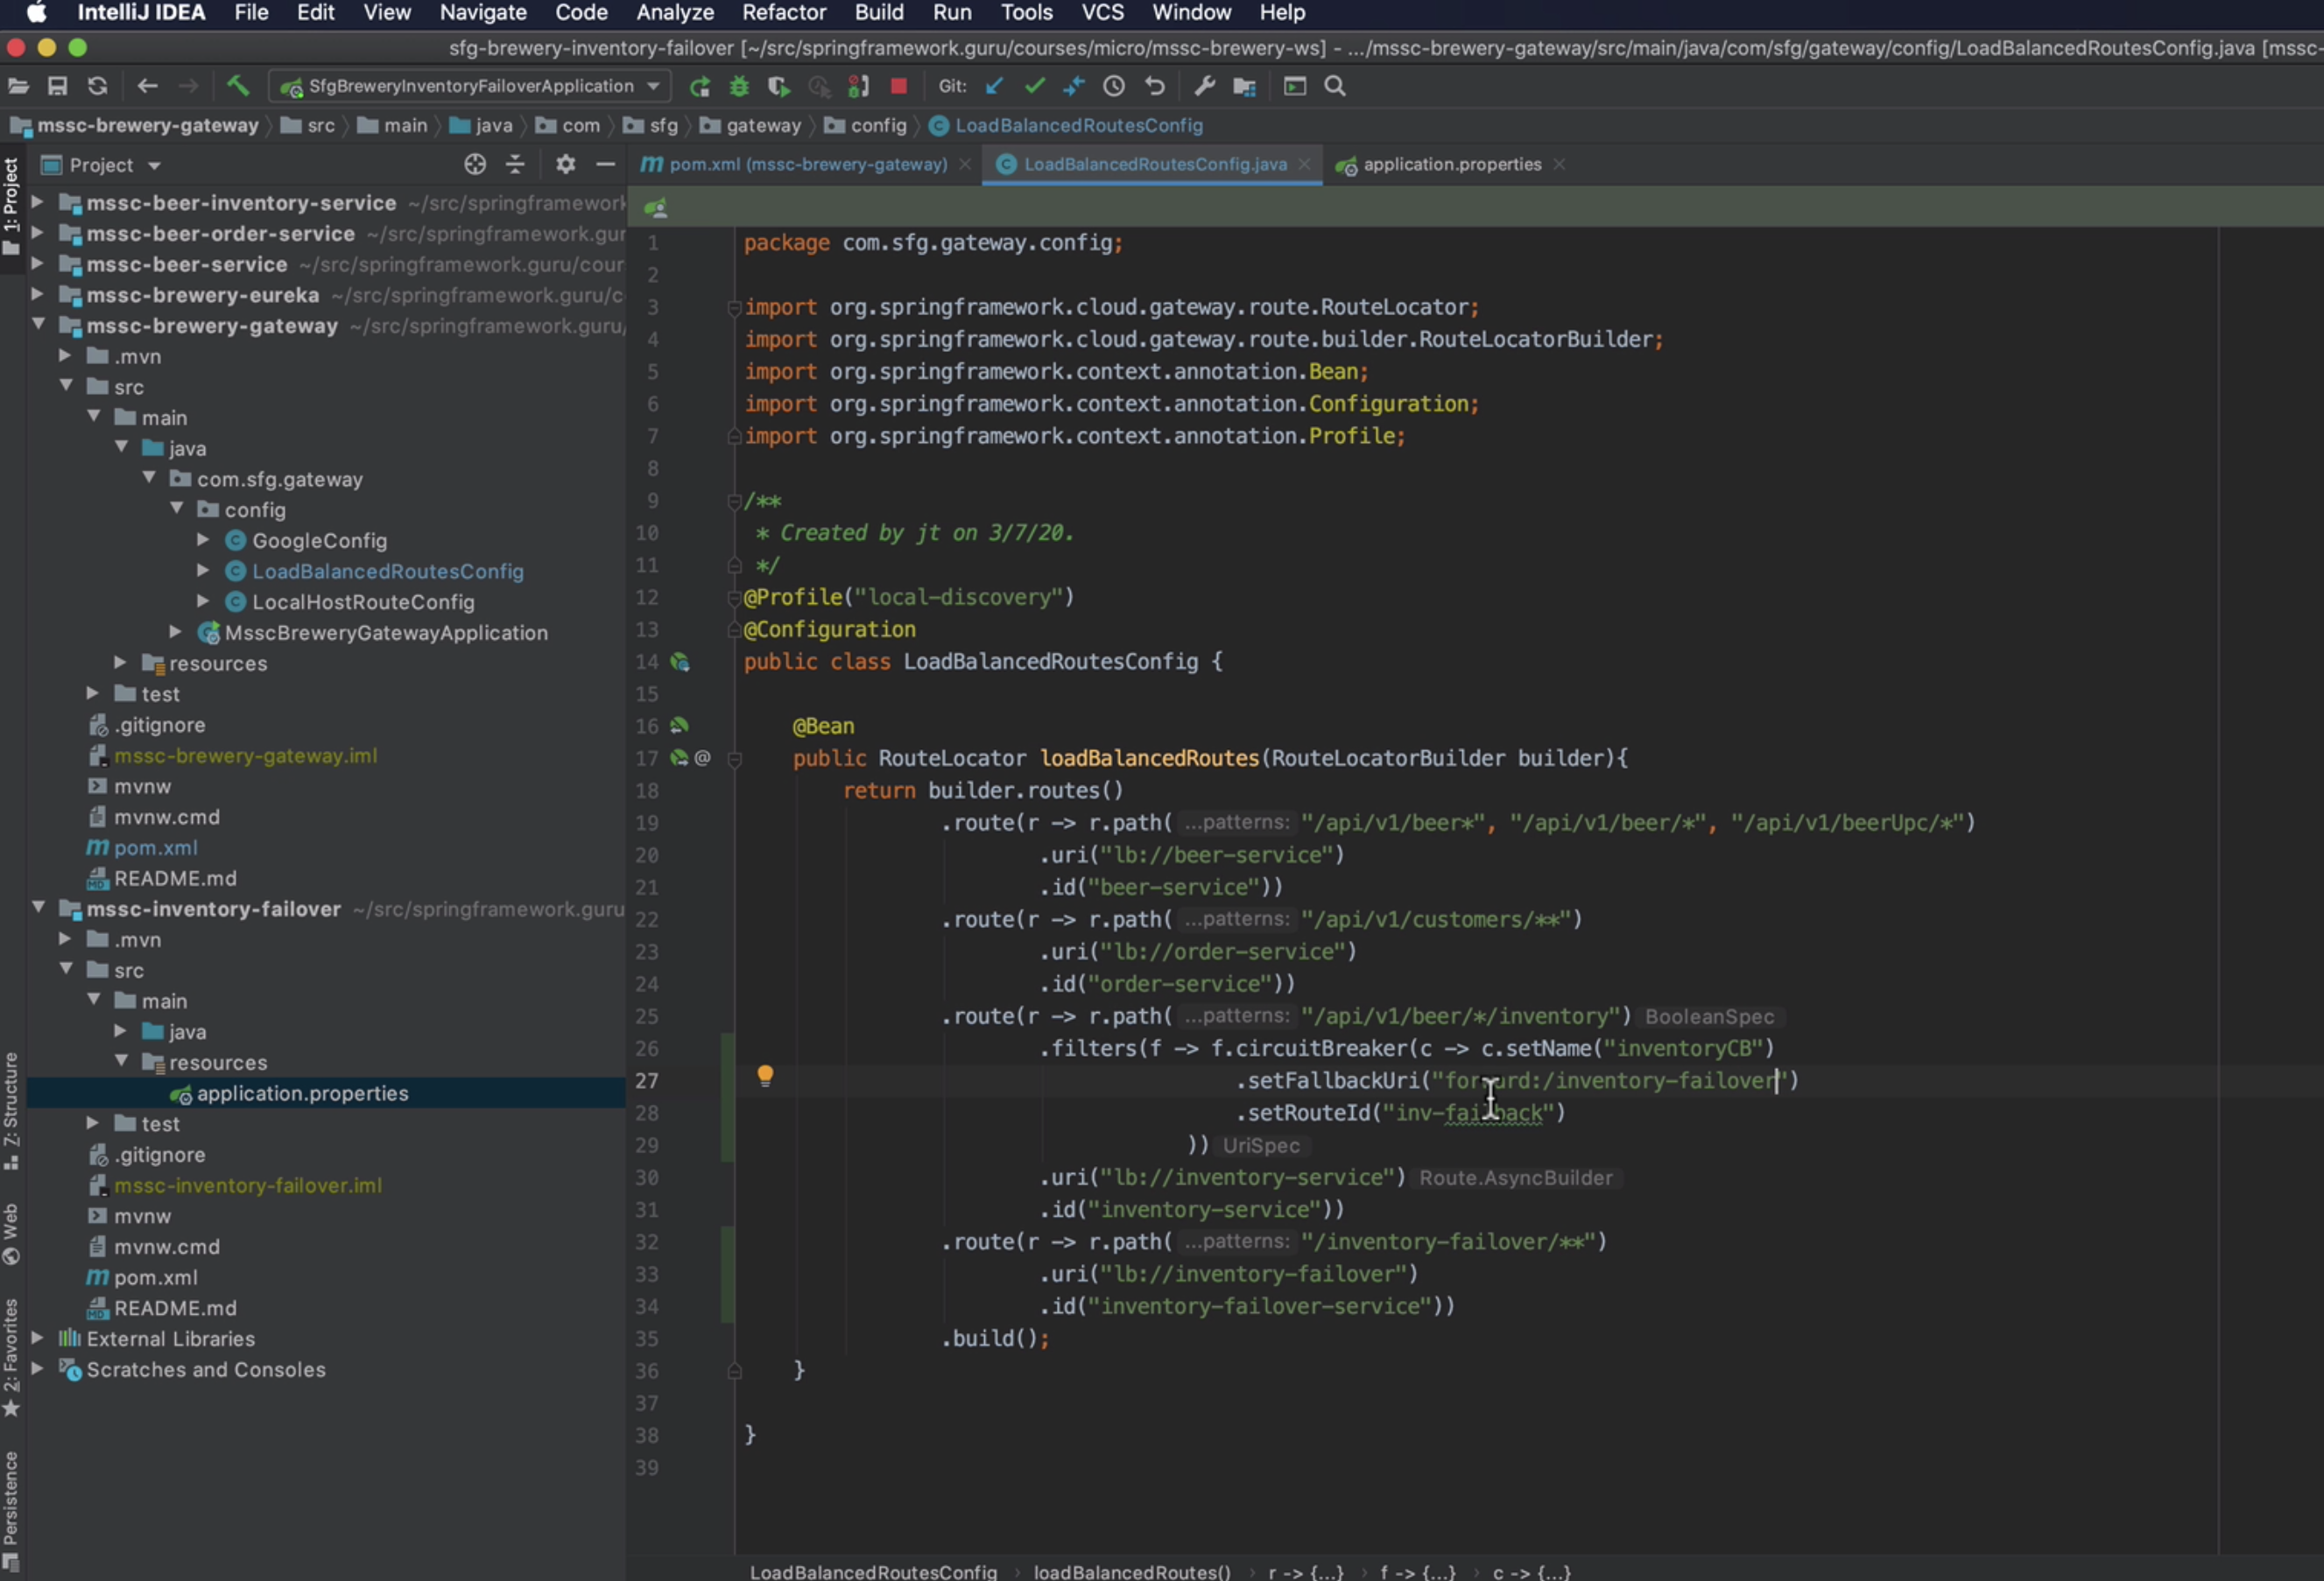 IntelliJ IDEA File Edit View Navigate Code Analyze Refactor Build Run Tools VCS Window Help
sfg-brewery-inventory-failover [~/src/springframework.guru/courses/micro/mssc-brewery-ws] - .../mssc-brewery-gateway/src/main/java/com/sfg/gateway/config/LoadBalancedRoutesConfig.java [mssc-
SfgBreweryInventoryFailoverApplication Git:
mssc-brewery-gateway src main java com sfg gateway config LoadBalancedRoutesConfig
1: Project
Project
pom.xml (mssc-brewery-gateway) LoadBalancedRoutesConfig.java application.properties
mssc-beer-inventory-service ~/src/springframework
mssc-beer-order-service ~/src/springframework.gur
mssc-beer-service ~/src/springframework.guru/cour
mssc-brewery-eureka ~/src/springframework.guru/c
mssc-brewery-gateway ~/src/springframework.guru/
.mvn
src
main
java
com.sfg.gateway
config
GoogleConfig
LoadBalancedRoutesConfig
LocalHostRouteConfig
MsscBreweryGatewayApplication
resources
test
.gitignore
mssc-brewery-gateway.iml
mvnw
mvnw.cmd
pom.xml
README.md
mssc-inventory-failover ~/src/springframework.guru
.mvn
src
main
java
resources
application.properties
test
.gitignore
mssc-inventory-failover.iml
mvnw
mvnw.cmd
pom.xml
README.md
External Libraries
Scratches and Consoles
Z: Structure
Web
2: Favorites
Persistence
1 package com.sfg.gateway.config;
2
3 import org.springframework.cloud.gateway.route.RouteLocator;
4 import org.springframework.cloud.gateway.route.builder.RouteLocatorBuilder;
5 import org.springframework.context.annotation.Bean;
6 import org.springframework.context.annotation.Configuration;
7 import org.springframework.context.annotation.Profile;
8
9 /**
10 * Created by jt on 3/7/20.
11 */
12 @Profile("local-discovery")
13 @Configuration
14 public class LoadBalancedRoutesConfig {
15
16 @Bean
17 @ public RouteLocator loadBalancedRoutes(RouteLocatorBuilder builder){
18 return builder.routes()
19 .route(r -> r.path( ...patterns: "/api/v1/beer*", "/api/v1/beer/*", "/api/v1/beerUpc/*")
20 .uri("lb://beer-service")
21 .id("beer-service"))
22 .route(r -> r.path( ...patterns: "/api/v1/customers/**")
23 .uri("lb://order-service")
24 .id("order-service"))
25 .route(r -> r.path( ...patterns: "/api/v1/beer/*/inventory") BooleanSpec
26 .filters(f -> f.circuitBreaker(c -> c.setName("inventoryCB")
27 .setFallbackUri("forward:/inventory-failover")
28 .setRouteId("inv-failback")
29 )) UriSpec
30 .uri("lb://inventory-service") Route.AsyncBuilder
31 .id("inventory-service"))
32 .route(r -> r.path( ...patterns: "/inventory-failover/**")
33 .uri("lb://inventory-failover")
34 .id("inventory-failover-service"))
35 .build();
36 }
37
38 }
39
LoadBalancedRoutesConfig loadBalancedRoutes() r -> {...} f -> {...} c -> {...}